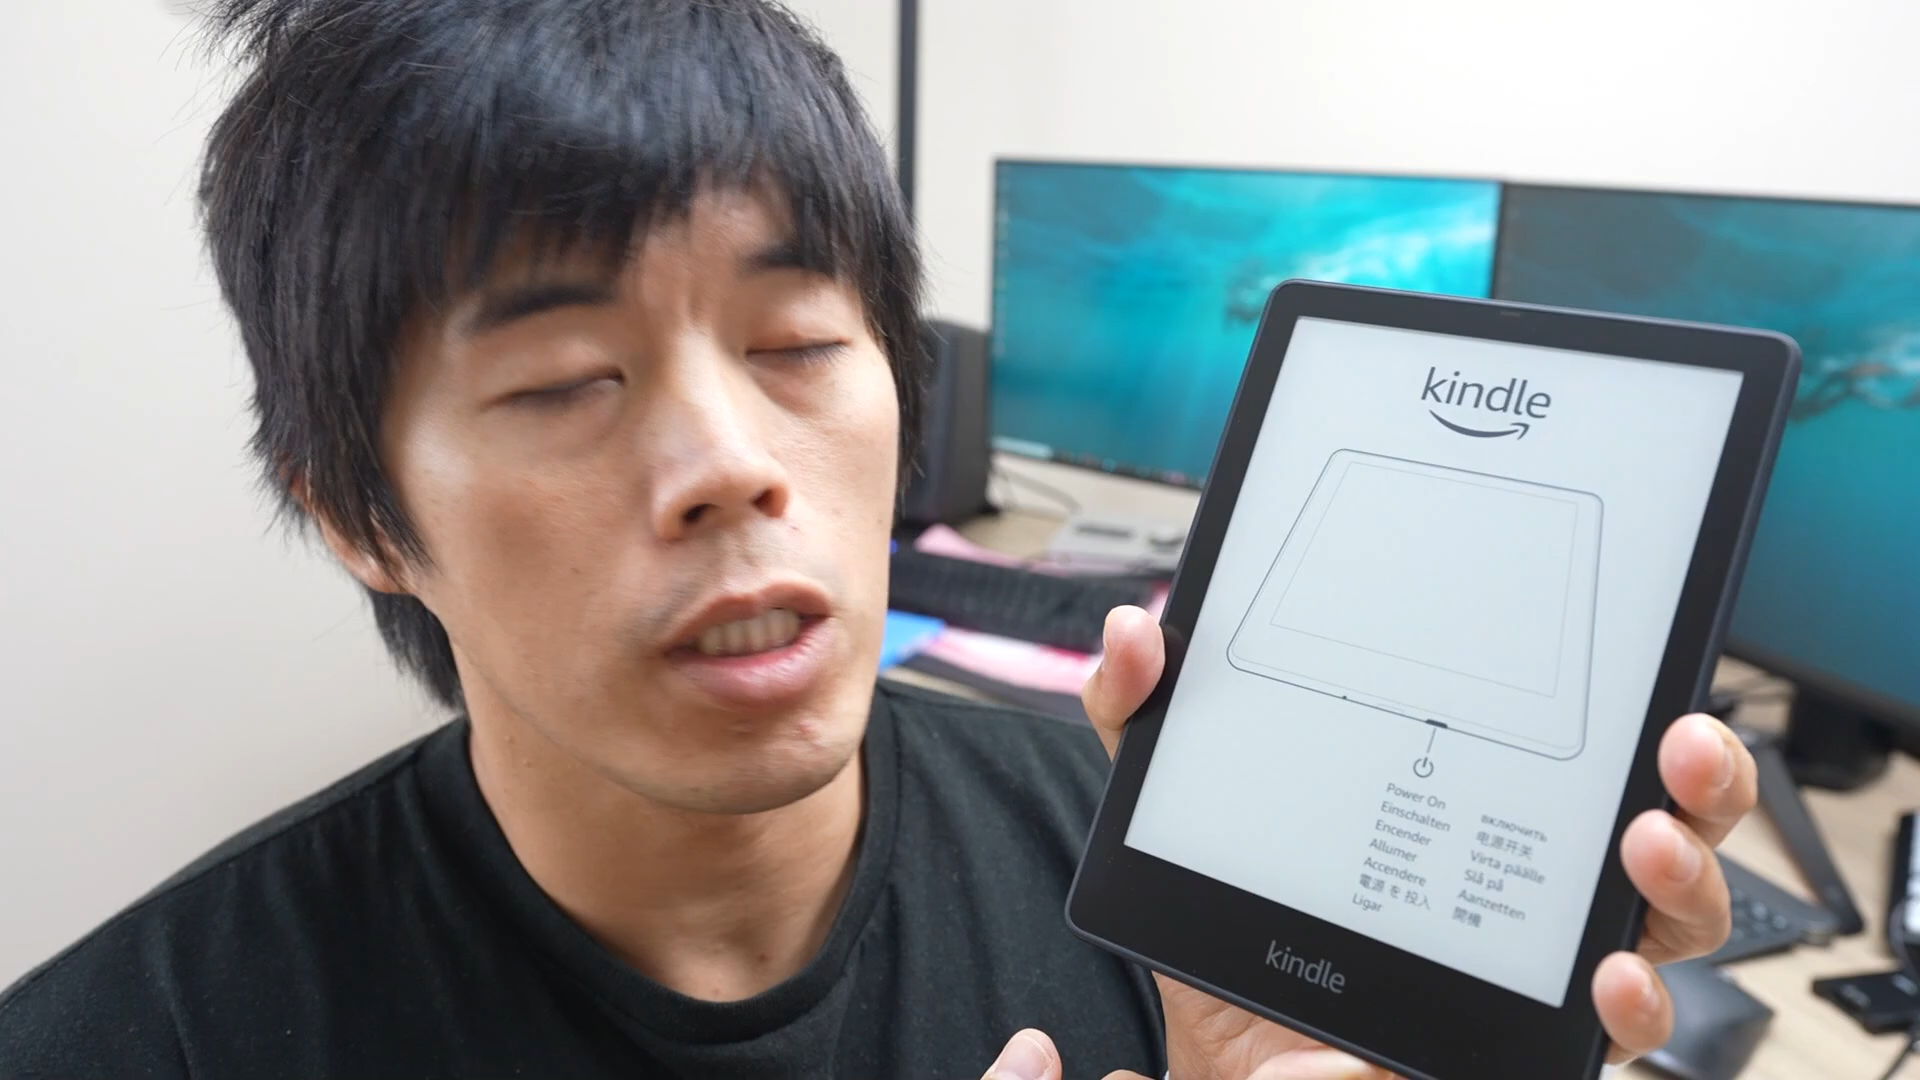 kindle
Power On
Einschalten
Encender
Allumer
Accendere
電源 を 投入
Ligar
включить
电源开关
Virta päälle
Slå på
Aanzetten
開機
kindle